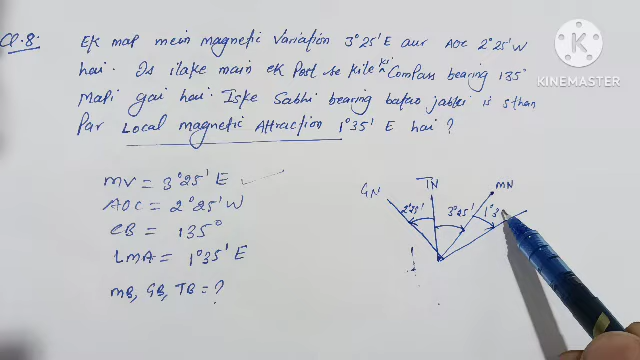 Q.8: Ek map mein magnetic variation 3°25' E aur AOC 2°25' W
hai. Is ilake main ek Post se kile ki Compass bearing 135°
Mapi gai hai. Iske Sabhi bearing batao jabki is sthan
Par Local magnetic Attraction 1°35' E hai?
KINEMASTER
MV = 3°25' E
AOC = 2°25' W
CB = 135°
LMA = 1°35' E
MB, GB, TB = ?
GN TN MN
2°25' 3°25' 1°3